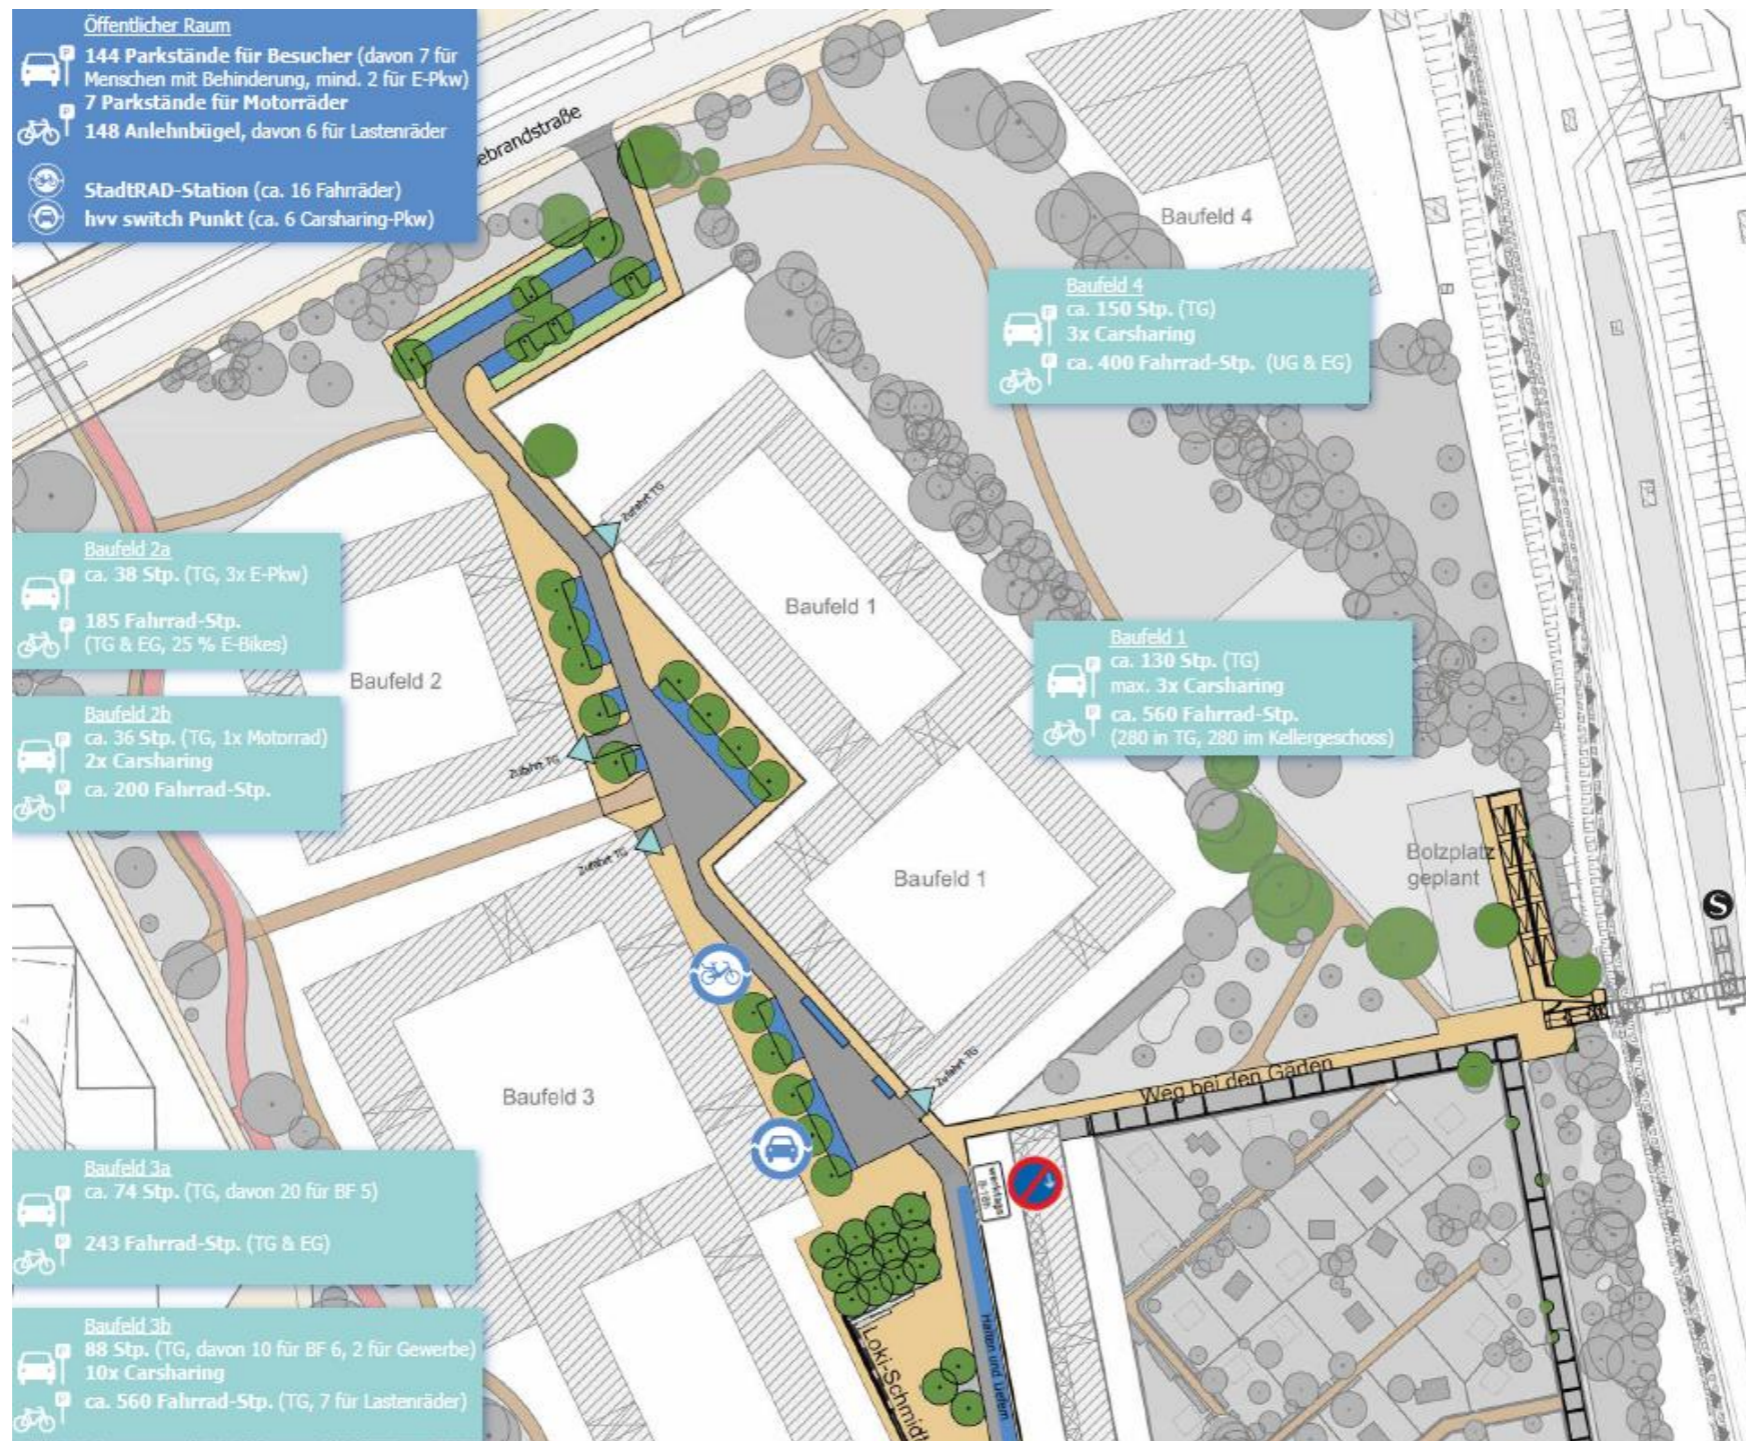 Öffentlicher Raum
144 Parkstände für Besucher (davon 7 für
Menschen mit Behinderung, mind. 2 für E-Pkw)
7 Parkstände für Motorräder
148 Anlehnbügel, davon 6 für Lastenräder
StadtRAD-Station (ca. 16 Fahrräder)
hvv switch Punkt (ca. 6 Carsharing-Pkw)
ebrandstraße
Baufeld 4
Baufeld 4
ca. 150 Stp. (TG)
3x Carsharing
ca. 400 Fahrrad-Stp. (UG & EG)
Zufahrt TG
Baufeld 2a
ca. 38 Stp. (TG, 3x E-Pkw)
185 Fahrrad-Stp.
(TG & EG, 25 % E-Bikes)
Baufeld 1
Baufeld 1
ca. 130 Stp. (TG)
max. 3x Carsharing
ca. 560 Fahrrad-Stp.
(280 in TG, 280 im Kellergeschoss)
Baufeld 2
Baufeld 2b
ca. 36 Stp. (TG, 1x Motorrad)
2x Carsharing
ca. 200 Fahrrad-Stp.
Zufahrt TG
Zufahrt TG
Baufeld 1
Bolzplatz
geplant
S
Baufeld 3
Zufahrt TG
Weg bei den Gärten
werktags
8-18h
Baufeld 3a
ca. 74 Stp. (TG, davon 20 für BF 5)
243 Fahrrad-Stp. (TG & EG)
Baufeld 3b
88 Stp. (TG, davon 10 für BF 6, 2 für Gewerbe)
10x Carsharing
ca. 560 Fahrrad-Stp. (TG, 7 für Lastenräder)
Loki-Schmidt
Halten und Liefern